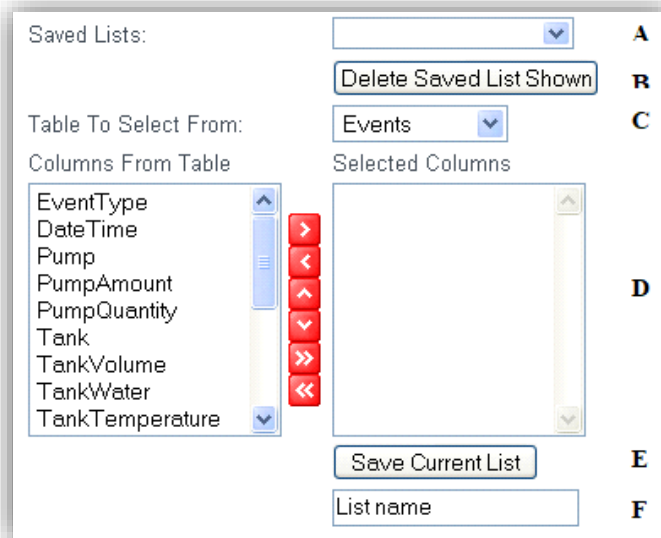 Saved Lists: A
Delete Saved List Shown B
Table To Select From: Events C
Columns From Table Selected Columns
EventType
DateTime
Pump
PumpAmount
PumpQuantity D
Tank
TankVolume
TankWater
TankTemperature
Save Current List E
List name F